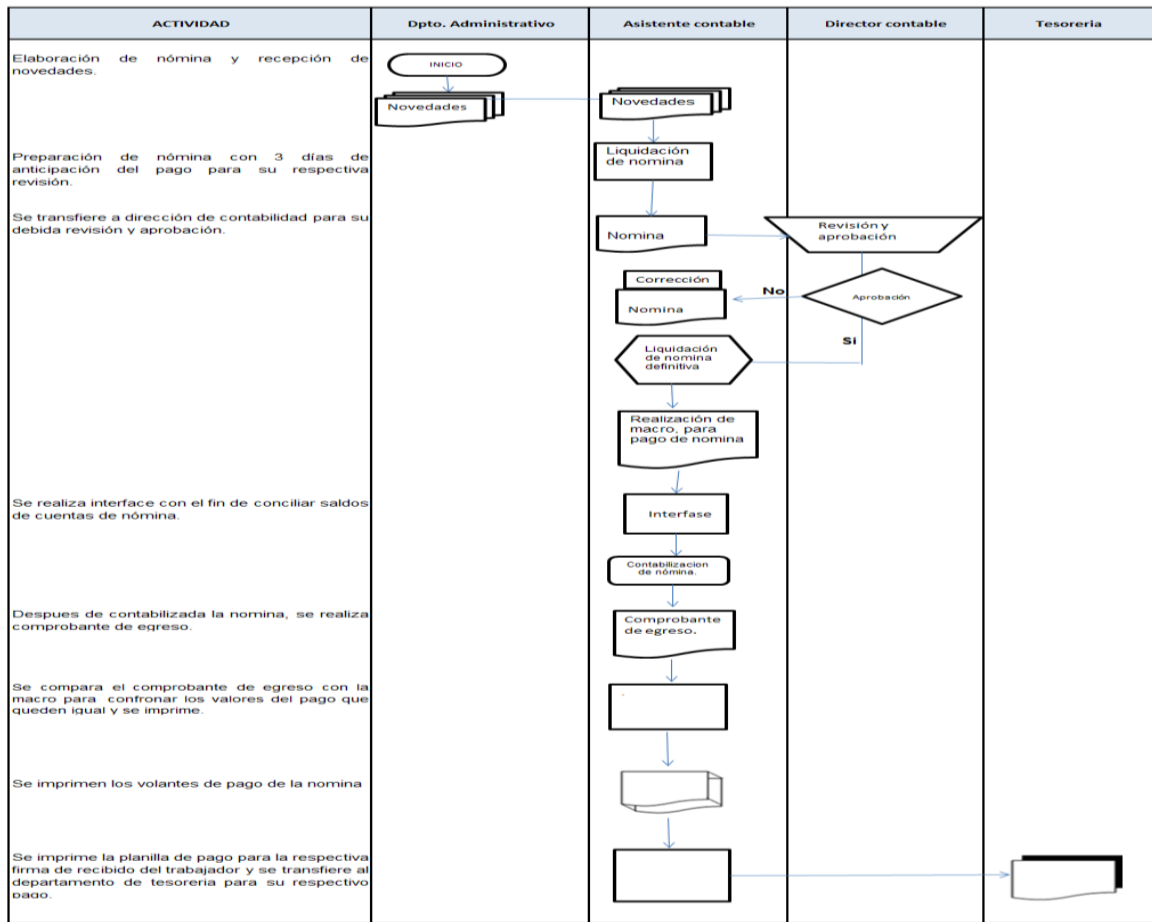 ACTIVIDAD
Dpto. Administrativo
Asistente contable
Director contable
Tesoreria
Elaboración de nómina y recepción de
novedades.
INICIO
Novedades
Novedades
Preparación de nómina con 3 días de
anticipación del pago para su respectiva
revisión.
Liquidación
de nomina
Se transfiere a dirección de contabilidad para su
debida revisión y aprobación.
Nomina
Revisión y
aprobación
Corrección
Nomina
No
Aprobación
Si
Liquidación
de nomina
definitiva
Realización de
macro, para
pago de nomina
Se realiza interface con el fin de conciliar saldos
de cuentas de nómina.
Interfase
Contabilizacion
de nómina.
Despues de contabilizada la nomina, se realiza
comprobante de egreso.
Comprobante
de egreso.
Se compara el comprobante de egreso con la
macro para confronar los valores del pago que
queden igual y se imprime.
Se imprimen los volantes de pago de la nomina
Se imprime la planilla de pago para la respectiva
firma de recibido del trabajador y se transfiere al
departamento de tesoreria para su respectivo
pago.